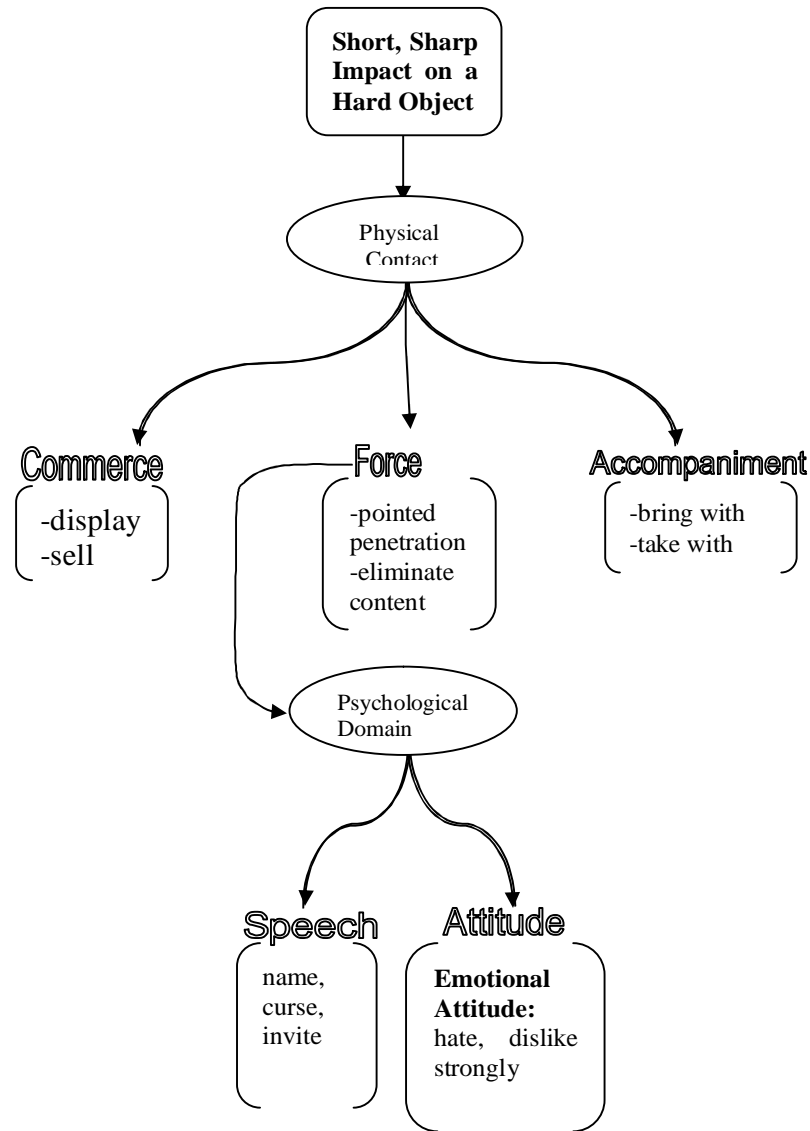 Short, Sharp
Impact on a
Hard Object
Physical
Contact
Commerce
-display
-sell
Force
-pointed
penetration
-eliminate
content
Accompaniment
-bring with
-take with
Psychological
Domain
Speech
name,
curse,
invite
Attitude
Emotional
Attitude:
hate, dislike
strongly